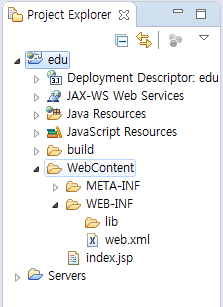 Project Explorer
edu
Deployment Descriptor: edu
JAX-WS Web Services
Java Resources
JavaScript Resources
build
WebContent
META-INF
WEB-INF
lib
web.xml
index.jsp
Servers